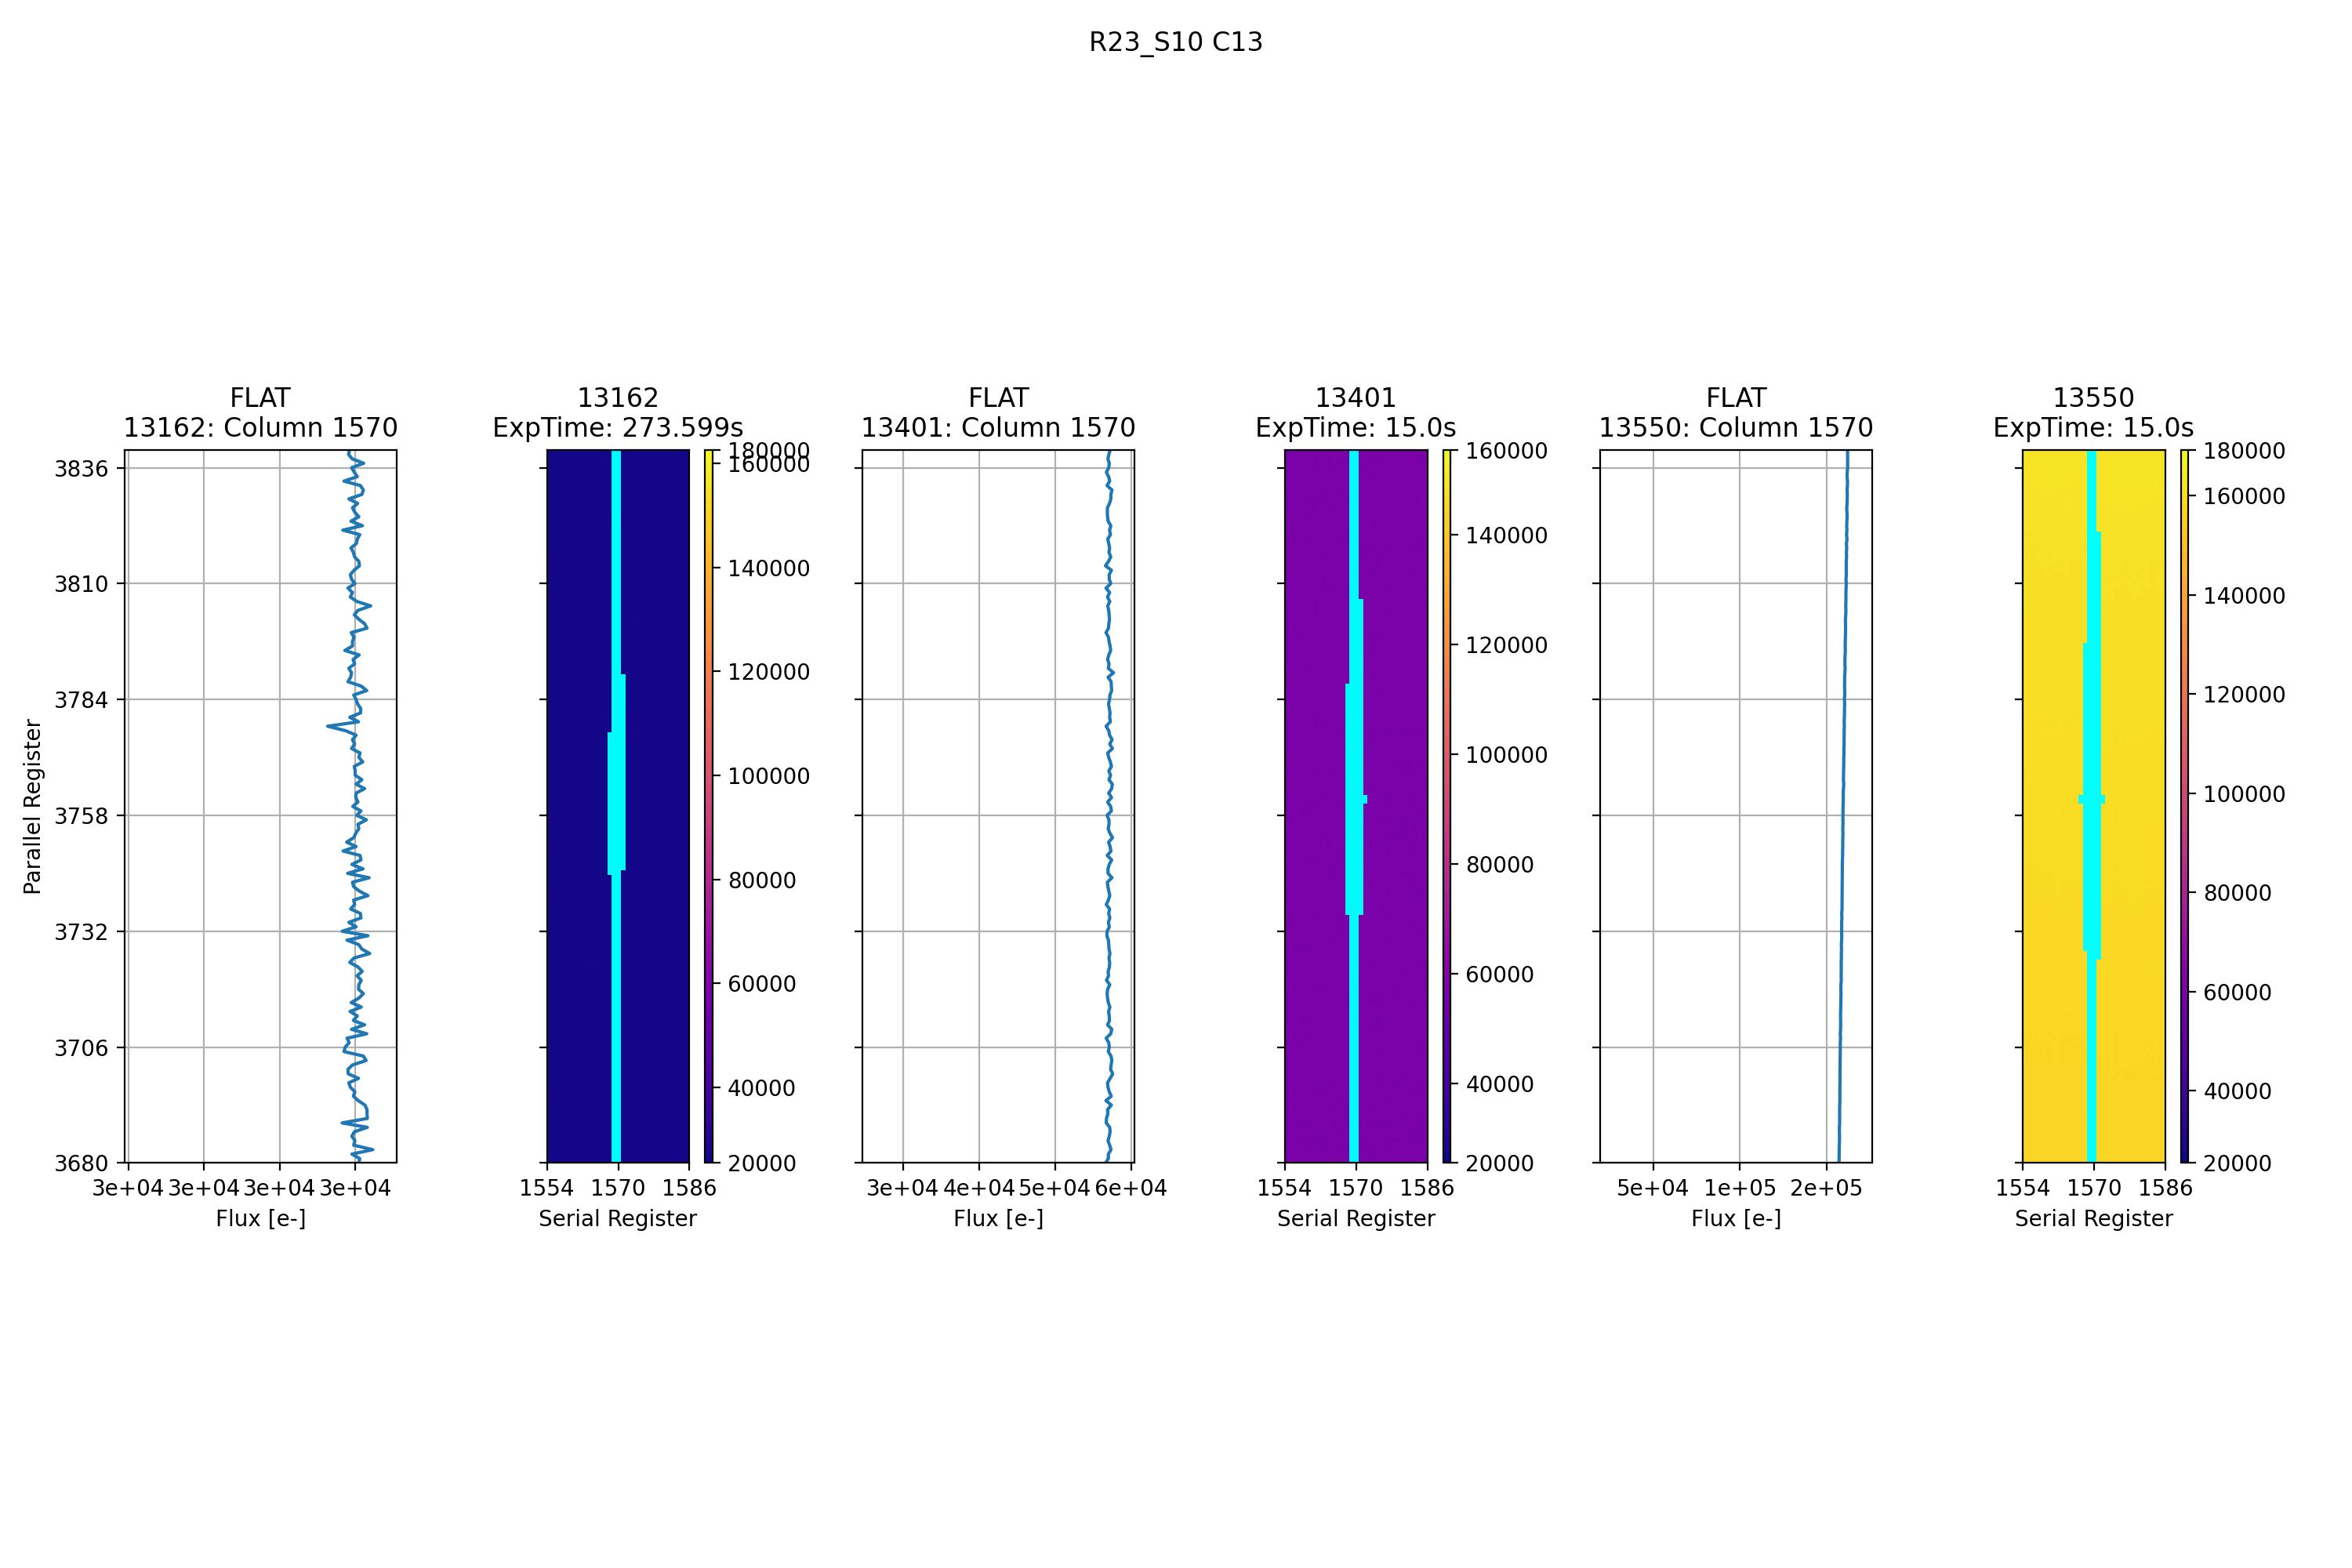 R23_S10 C13
FLAT
13162: Column 1570
3836
3810
3784
3758
3732
3706
3680
Parallel Register
3e+04 3e+04 3e+04 3e+04
Flux [e-]
13162
ExpTime: 273.599s
180000
160000
140000
120000
100000
80000
60000
40000
20000
1554 1570 1586
Serial Register
FLAT
13401: Column 1570
3e+04 4e+04 5e+04 6e+04
Flux [e-]
13401
ExpTime: 15.0s
160000
140000
120000
100000
80000
60000
40000
20000
1554 1570 1586
Serial Register
FLAT
13550: Column 1570
5e+04 1e+05 2e+05
Flux [e-]
13550
ExpTime: 15.0s
180000
160000
140000
120000
100000
80000
60000
40000
20000
1554 1570 1586
Serial Register